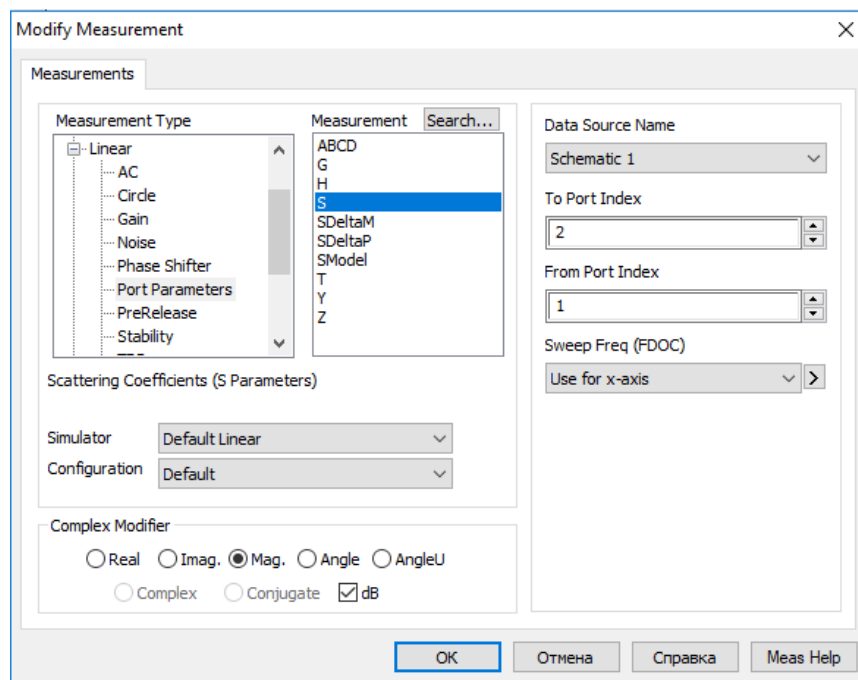 Modify Measurement
Measurements
Measurement Type
Linear
AC
Circle
Gain
Noise
Phase Shifter
Port Parameters
PreRelease
Stability
Measurement Search...
ABCD
G
H
S
SDeltaM
SDeltaP
SModel
T
Y
Z
Scattering Coefficients (S Parameters)
Simulator Default Linear
Configuration Default
Complex Modifier
Real Imag. Mag. Angle AngleU
Complex Conjugate dB
Data Source Name
Schematic 1
To Port Index
2
From Port Index
1
Sweep Freq (FDOC)
Use for x-axis >
OK Отмена Справка Meas Help